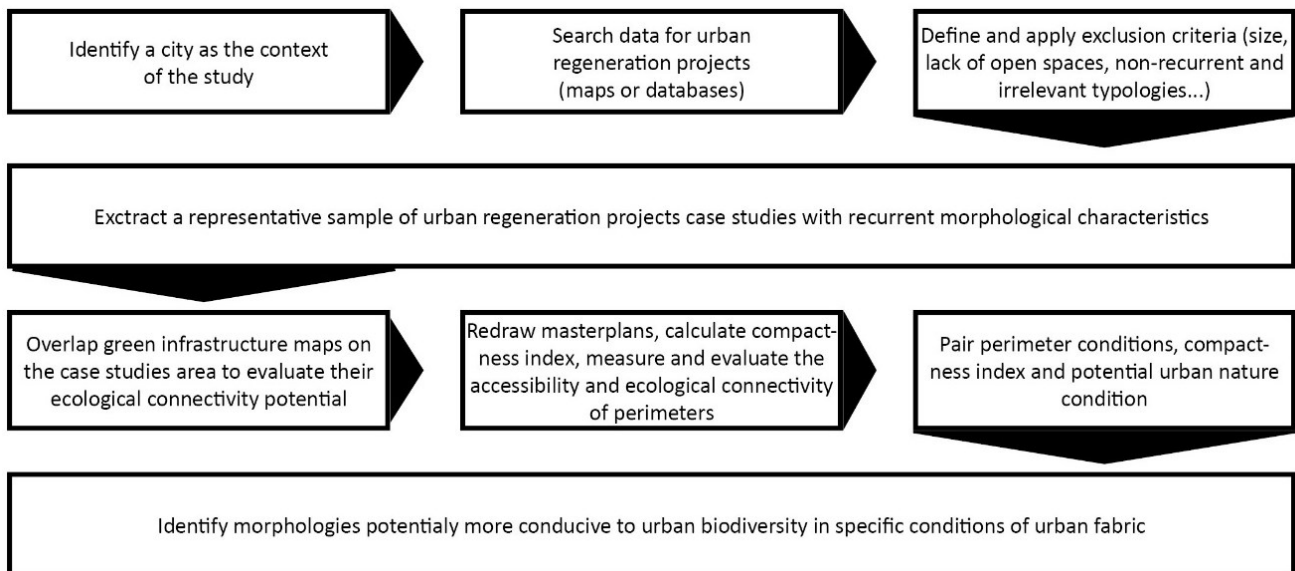 Identify a city as the context
of the study
Search data for urban
regeneration projects
(maps or databases)
Define and apply exclusion criteria (size,
lack of open spaces, non-recurrent and
irrelevant typologies...)
Exctract a representative sample of urban regeneration projects case studies with recurrent morphological characteristics
Overlap green infrastructure maps on
the case studies area to evaluate their
ecological connectivity potential
Redraw masterplans, calculate compact-
ness index, measure and evaluate the
accessibility and ecological connectivity
of perimeters
Pair perimeter conditions, compact-
ness index and potential urban nature
condition
Identify morphologies potentialy more conducive to urban biodiversity in specific conditions of urban fabric